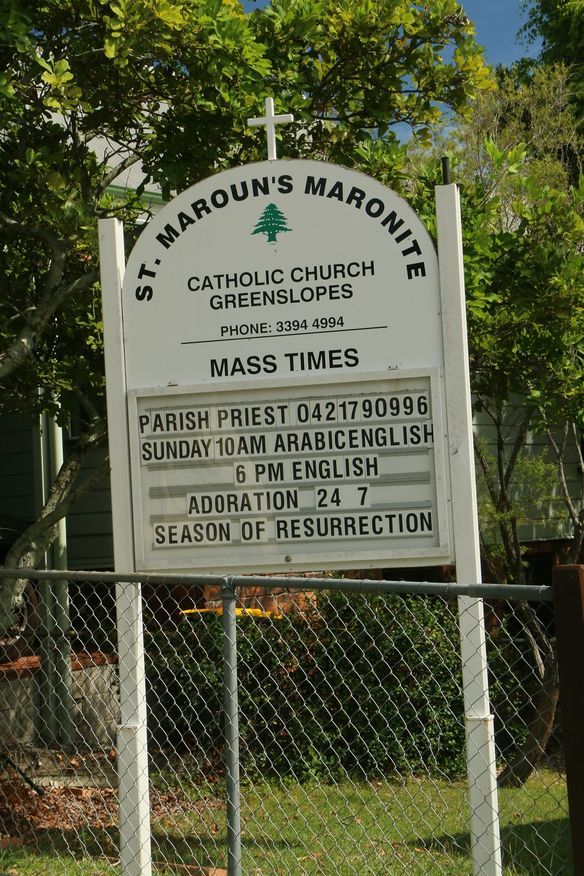 ST. MAROUN'S MARONITE
CATHOLIC CHURCH
GREENSLOPES
PHONE: 3394 4994
MASS TIMES
PARISH PRIEST 0421790996
SUNDAY 10AM ARABICENGLISH
6 PM ENGLISH
ADORATION 24 7
SEASON OF RESURRECTION